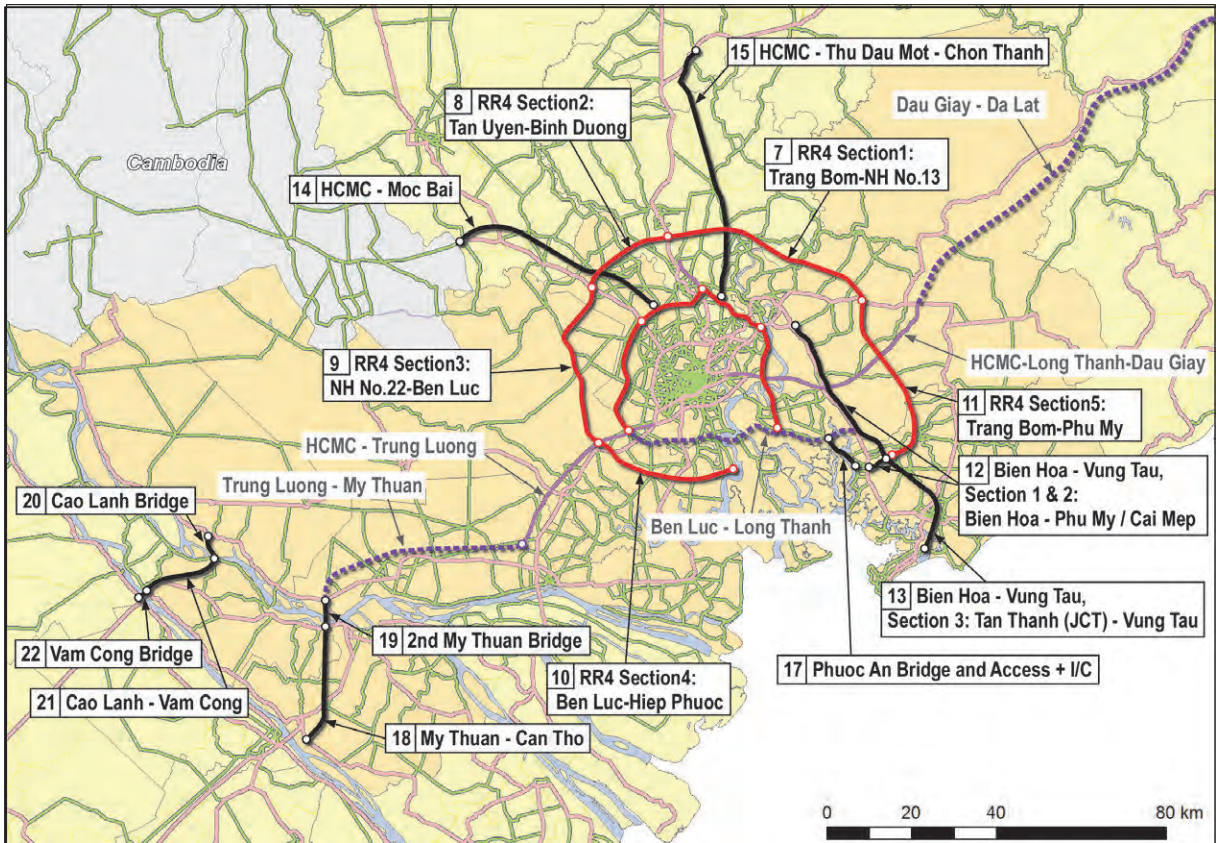 15 HCMC - Thu Dau Mot - Chon Thanh
8 RR4 Section2:
Tan Uyen-Binh Duong
Dau Giay - Da Lat
7 RR4 Section1:
Trang Bom-NH No.13
Cambodia
14 HCMC - Moc Bai
9 RR4 Section3:
NH No.22-Ben Luc
HCMC-Long Thanh-Dau Giay
11 RR4 Section5:
Trang Bom-Phu My
HCMC - Trung Luong
Trung Luong - My Thuan
20 Cao Lanh Bridge
12 Bien Hoa - Vung Tau,
Section 1 & 2:
Bien Hoa - Phu My / Cai Mep
Ben Luc - Long Thanh
13 Bien Hoa - Vung Tau,
Section 3: Tan Thanh (JCT) - Vung Tau
19 2nd My Thuan Bridge
22 Vam Cong Bridge
17 Phuoc An Bridge and Access + I/C
10 RR4 Section4:
Ben Luc-Hiep Phuoc
21 Cao Lanh - Vam Cong
18 My Thuan - Can Tho
0 20 40 80 km